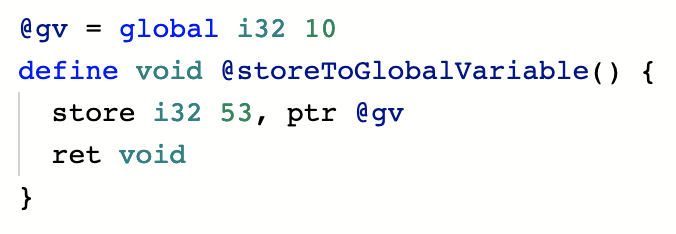 @gv = global i32 10
define void @storeToGlobalVariable() {
  store i32 53, ptr @gv
  ret void
}